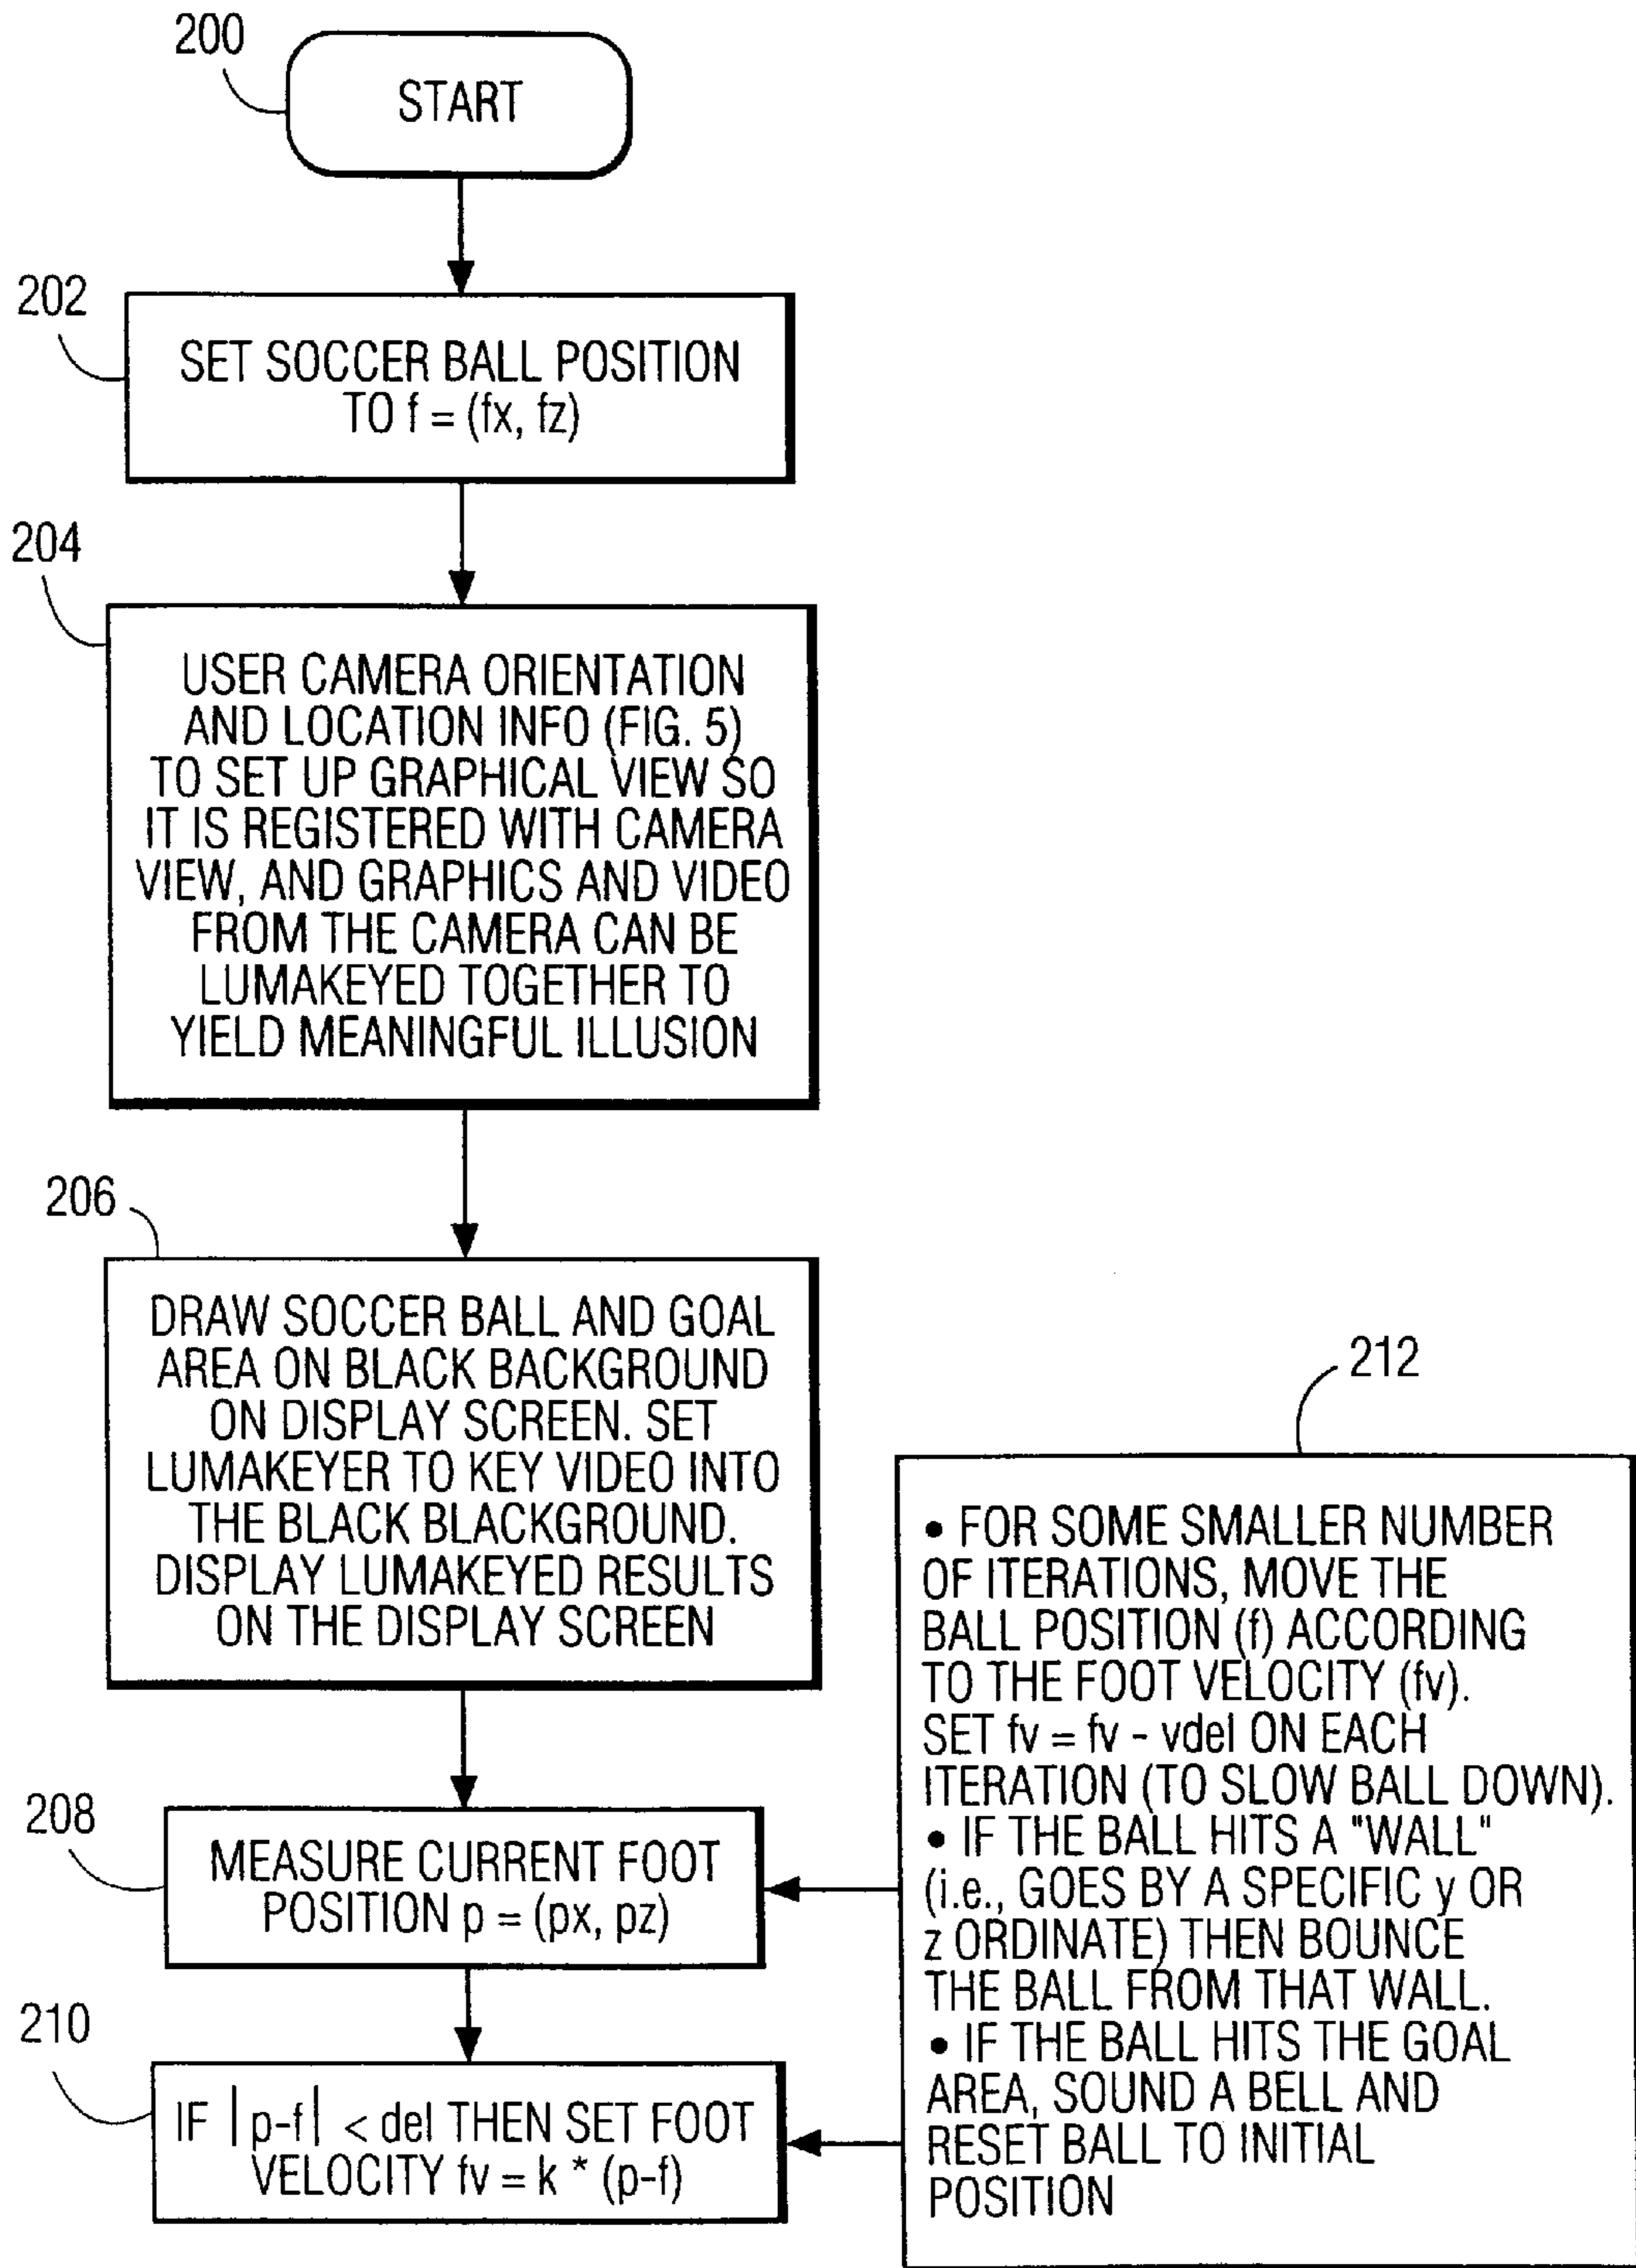 200
START
202
SET SOCCER BALL POSITION
TO f = (fx, fz)
204
USER CAMERA ORIENTATION
AND LOCATION INFO (FIG. 5)
TO SET UP GRAPHICAL VIEW SO
IT IS REGISTERED WITH CAMERA
VIEW, AND GRAPHICS AND VIDEO
FROM THE CAMERA CAN BE
LUMAKEYED TOGETHER TO
YIELD MEANINGFUL ILLUSION
206
DRAW SOCCER BALL AND GOAL
AREA ON BLACK BACKGROUND
ON DISPLAY SCREEN. SET
LUMAKEYER TO KEY VIDEO INTO
THE BLACK BLACKGROUND.
DISPLAY LUMAKEYED RESULTS
ON THE DISPLAY SCREEN
208
MEASURE CURRENT FOOT
POSITION p = (px, pz)
210
IF |p-f| < del THEN SET FOOT
VELOCITY fv = k * (p-f)
212
• FOR SOME SMALLER NUMBER
OF ITERATIONS, MOVE THE
BALL POSITION (f) ACCORDING
TO THE FOOT VELOCITY (fv).
SET fv = fv - vdel ON EACH
ITERATION (TO SLOW BALL DOWN).
• IF THE BALL HITS A "WALL"
(i.e., GOES BY A SPECIFIC y OR
z ORDINATE) THEN BOUNCE
THE BALL FROM THAT WALL.
• IF THE BALL HITS THE GOAL
AREA, SOUND A BELL AND
RESET BALL TO INITIAL
POSITION